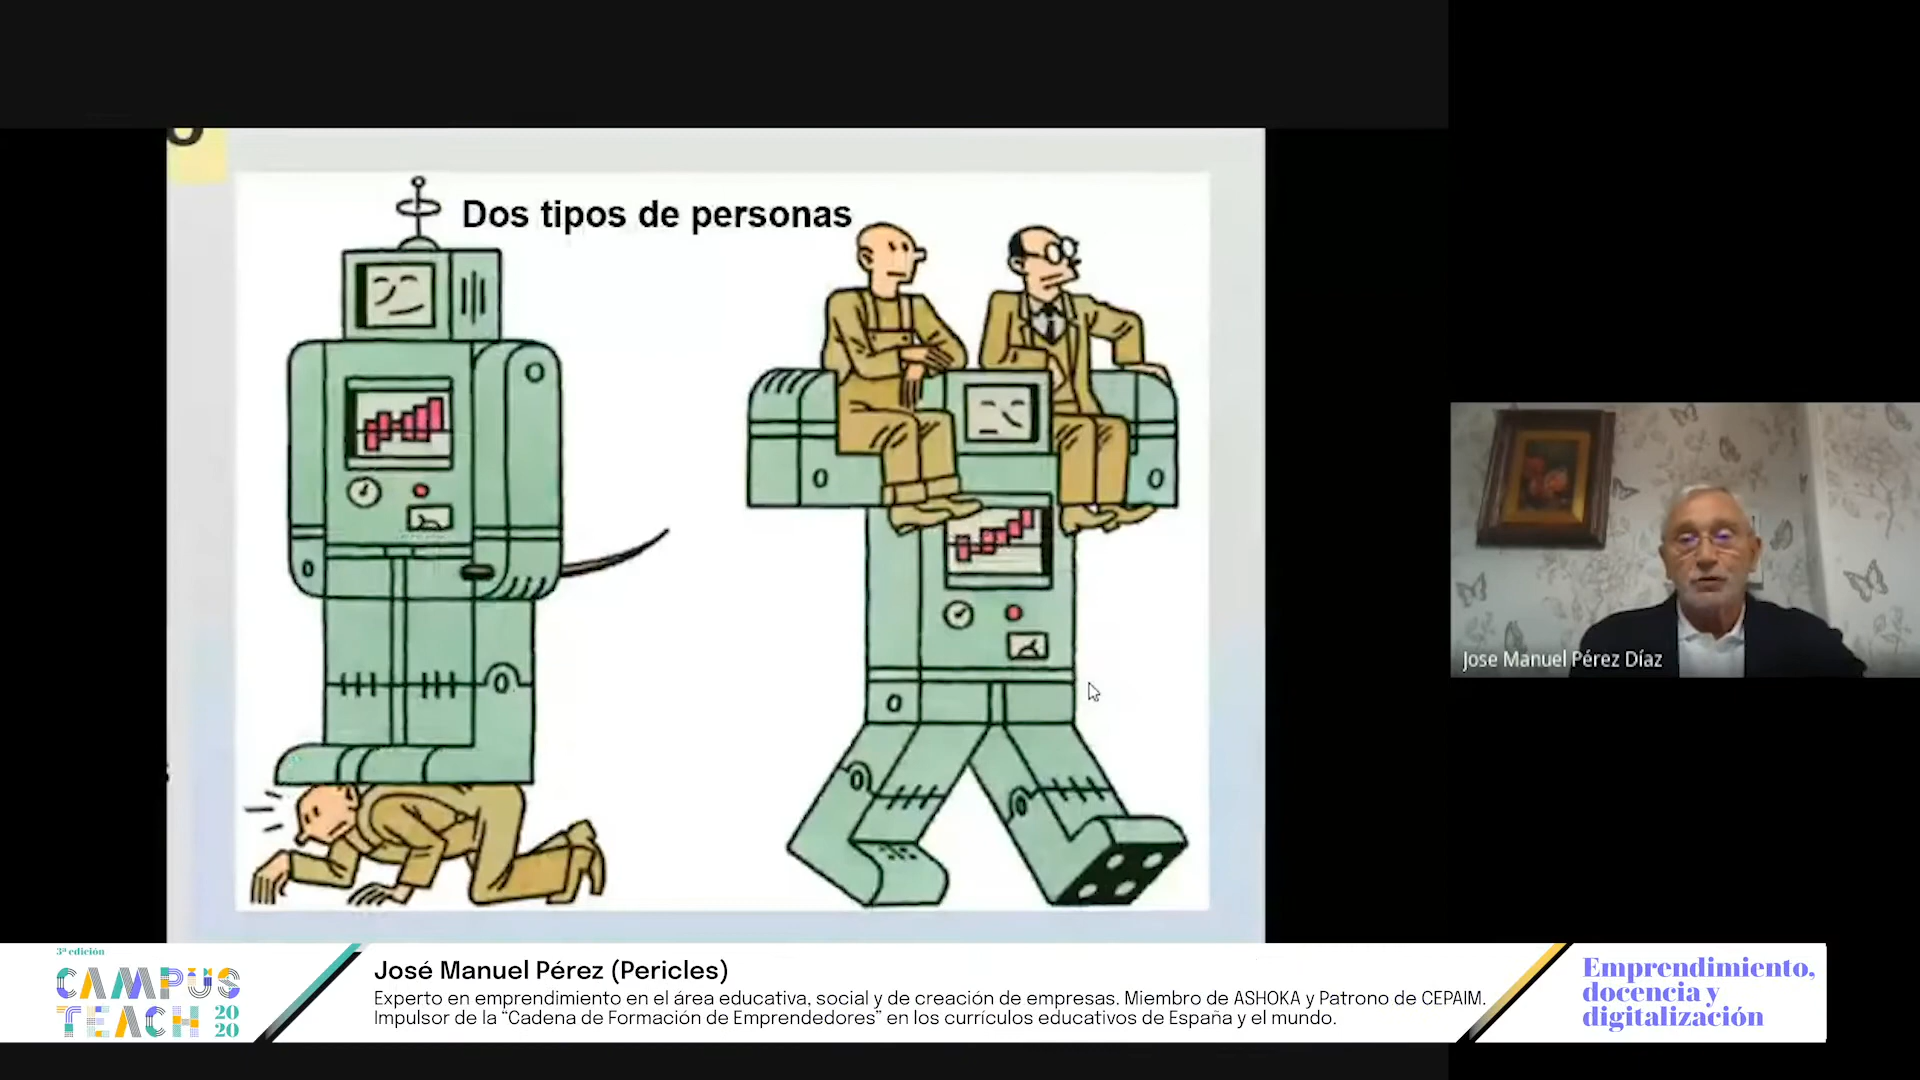 Dos tipos de personas
Jose Manuel Pérez Díaz
3ª edición
CAMPUS
TEACH 20
20
José Manuel Pérez (Pericles)
Experto en emprendimiento en el área educativa, social y de creación de empresas. Miembro de ASHOKA y Patrono de CEPAIM.
Impulsor de la “Cadena de Formación de Emprendedores” en los currículos educativos de España y el mundo.
Emprendimiento,
docencia y
digitalización